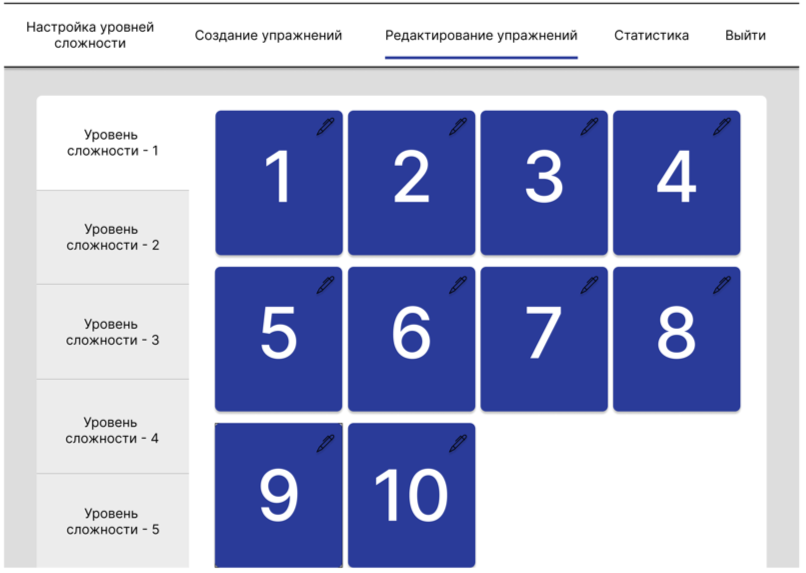 Настройка уровней
сложности
Создание упражнений
Редактирование упражнений
Статистика
Выйти
Уровень
сложности - 1
Уровень
сложности - 2
Уровень
сложности - 3
Уровень
сложности - 4
Уровень
сложности - 5
1
2
3
4
5
6
7
8
9
10